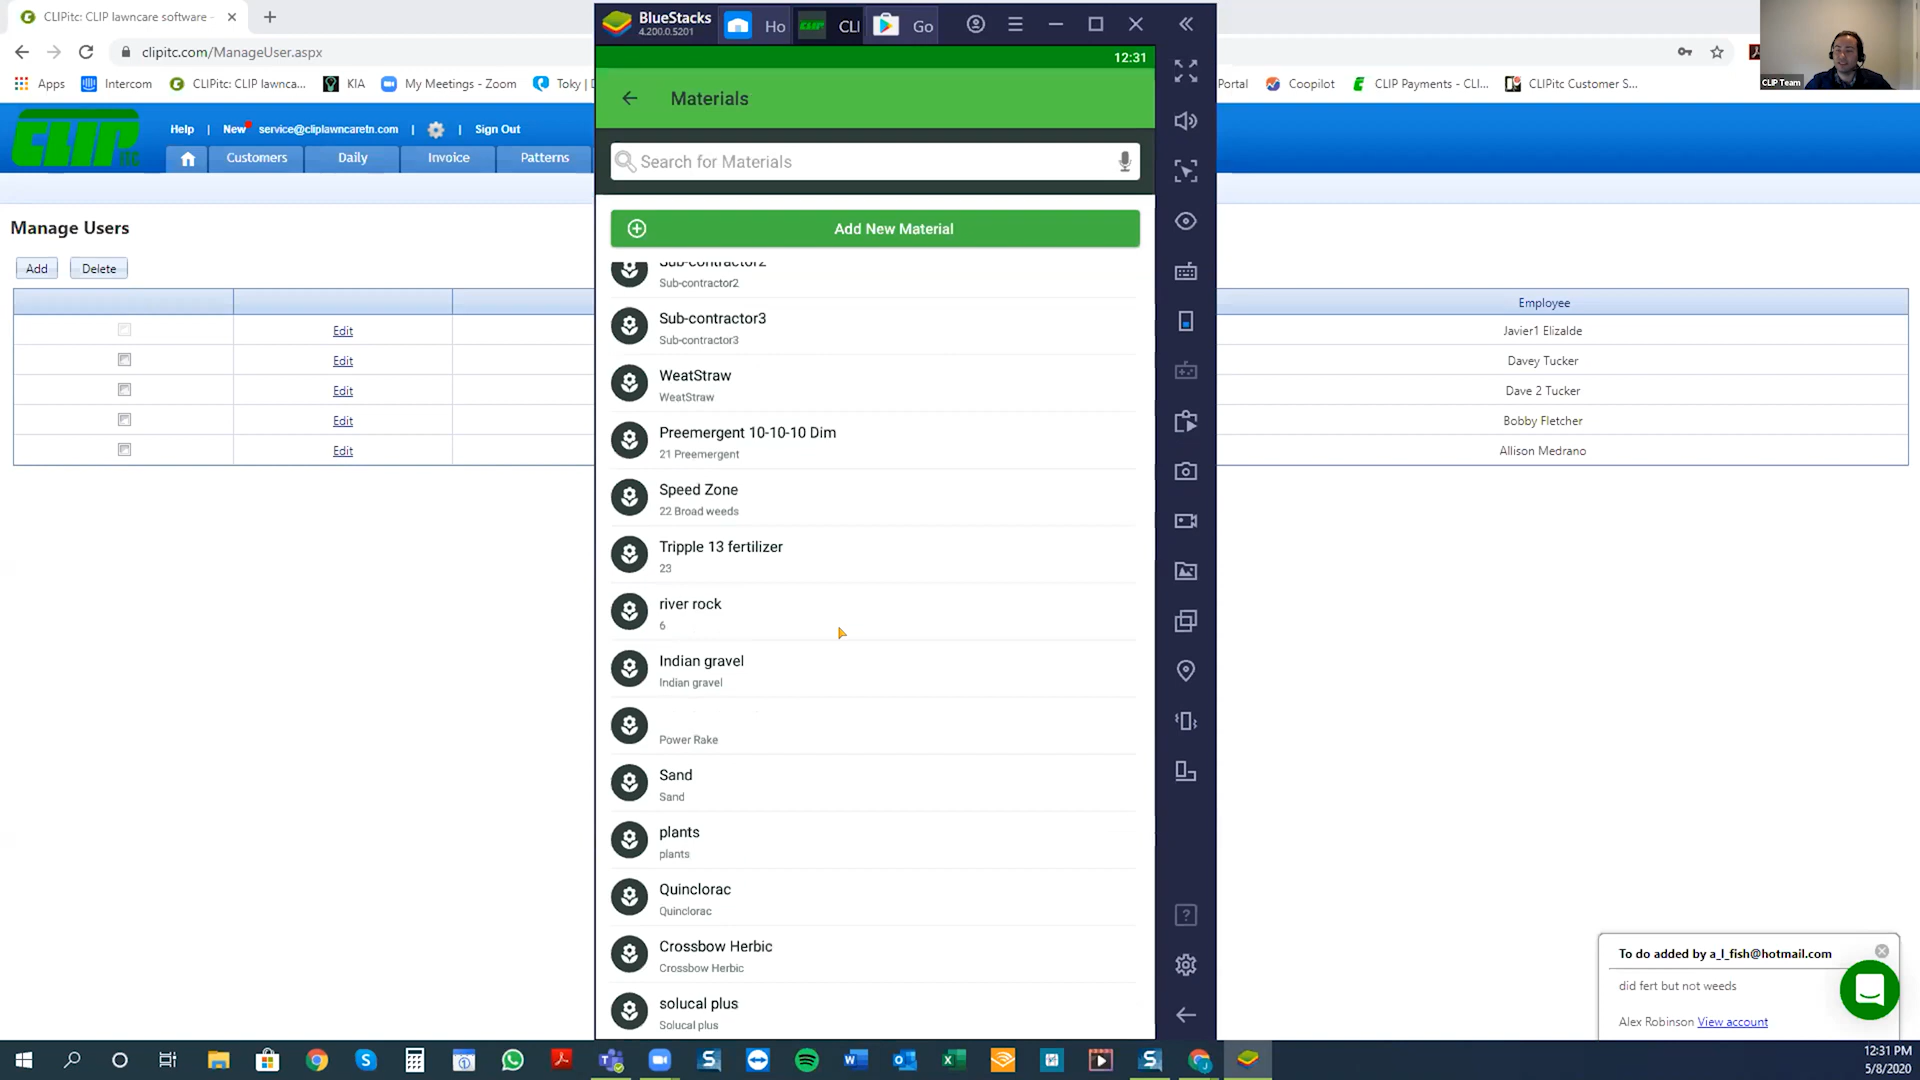 CLIPitc: CLIP lawncare software -
clipitc.com/ManageUser.aspx
Apps
Intercom
CLIPitc: CLIP lawnca...
KIA
My Meetings - Zoom
Toky |
Portal
Coopilot
CLIP Payments - CLI...
CLIPitc Customer S...
CLIP Team
CLIP ITC
Help | New service@cliplawncaretn.com | | Sign Out
Customers
Daily
Invoice
Patterns
Manage Users
Add
Delete
Employee
Edit
Javier1 Elizalde
Edit
Davey Tucker
Edit
Dave 2 Tucker
Edit
Bobby Fletcher
Edit
Allison Medrano
BlueStacks
4.200.0.5201
Ho
CLI
Go
12:31
Materials
Search for Materials
Add New Material
Sub-contractor2
Sub-contractor2
Sub-contractor3
Sub-contractor3
WeatStraw
WeatStraw
Preemergent 10-10-10 Dim
21 Preemergent
Speed Zone
22 Broad weeds
Tripple 13 fertilizer
23
river rock
6
Indian gravel
Indian gravel
Power Rake
Sand
Sand
plants
plants
Quinclorac
Quinclorac
Crossbow Herbic
Crossbow Herbic
solucal plus
Solucal plus
To do added by a_l_fish@hotmail.com
did fert but not weeds
Alex Robinson View account
12:31 PM
5/8/2020